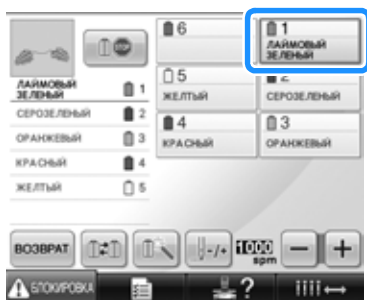 6
1
ЛАЙМОВЫЙ
ЗЕЛЕНЫЙ
ЛАЙМОВЫЙ
ЗЕЛЕНЫЙ 1
5
ЖЕЛТЫЙ
2
СЕРОЗЕЛЕНЫЙ
СЕРОЗЕЛЕНЫЙ 2
ОРАНЖЕВЫЙ 3
4
КРАСНЫЙ
3
ОРАНЖЕВЫЙ
КРАСНЫЙ 4
ЖЕЛТЫЙ 5
ВОЗВРАТ
-/+
1000
spm
- +
БЛОКИРОВКА
?